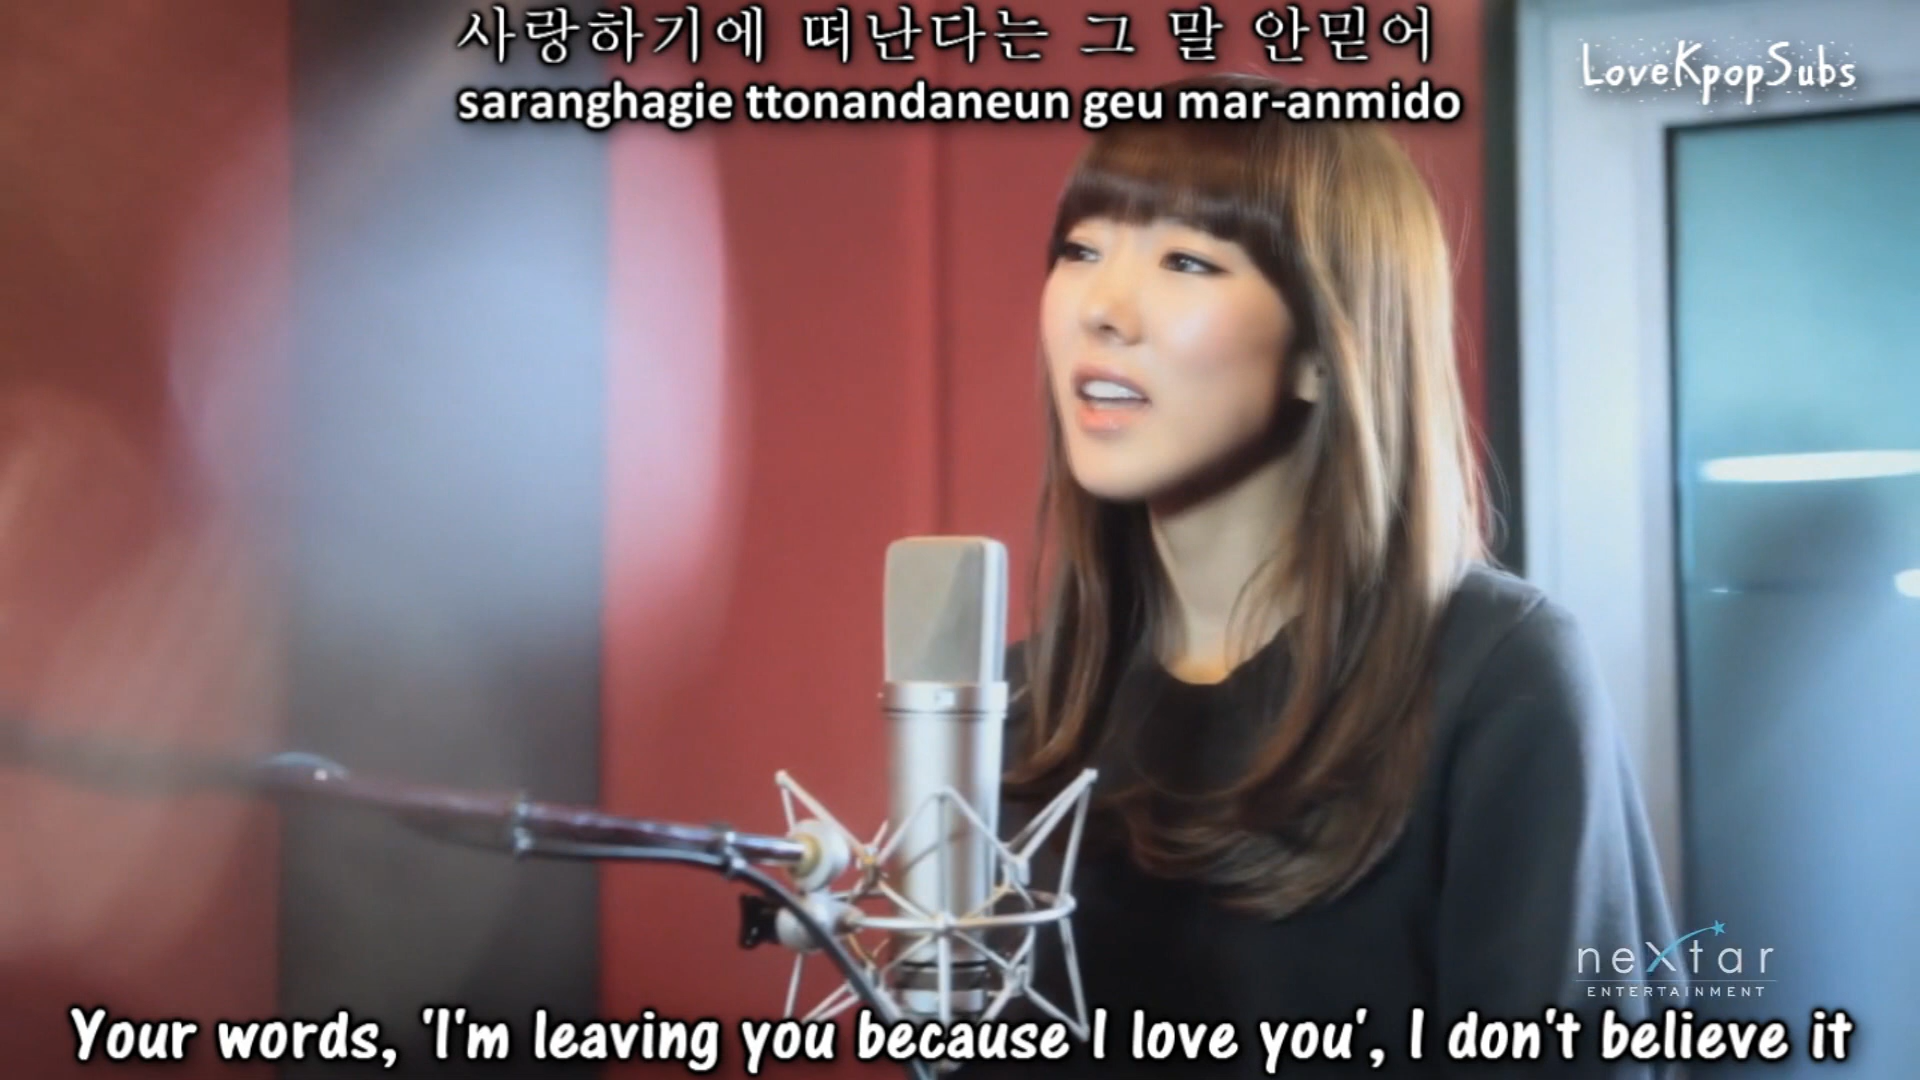 사랑하기에 떠난다는 그 말 안믿어
LoveKpopSubs
saranghagie ttonandaneun geu mar-anmido
neXtar
ENTERTAINMENT
Your words, 'I'm leaving you because I love you', I don't believe it